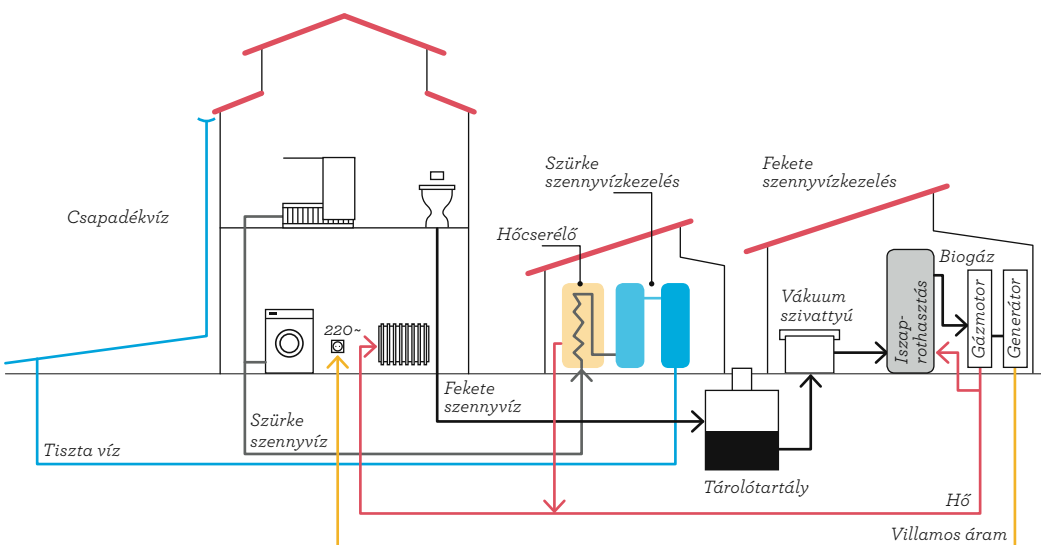 Szürke
szennyvízkezelés
Fekete
szennyvízkezelés
Csapadékvíz
Hőcserélő
Biogáz
Vákuum
szivattyú
Iszap-
rothasztás
Gázmotor
Generátor
220~
Fekete
szennyvíz
Szürke
szennyvíz
Tiszta víz
Tárolótartály
Hő
Villamos áram